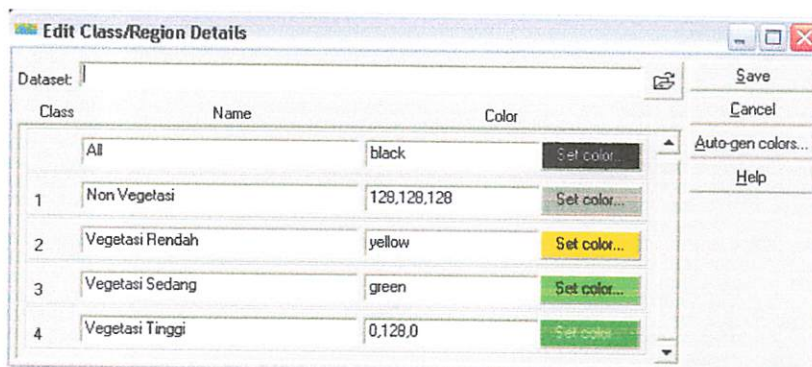 Edit Class/Region Details
Dataset:
Save
Class Name Color
Cancel
All black Set color...
Auto-gen colors...
Help
1 Non Vegetasi 128,128,128 Set color...
2 Vegetasi Rendah yellow Set color...
3 Vegetasi Sedang green Set color...
4 Vegetasi Tinggi 0,128,0 Set color...